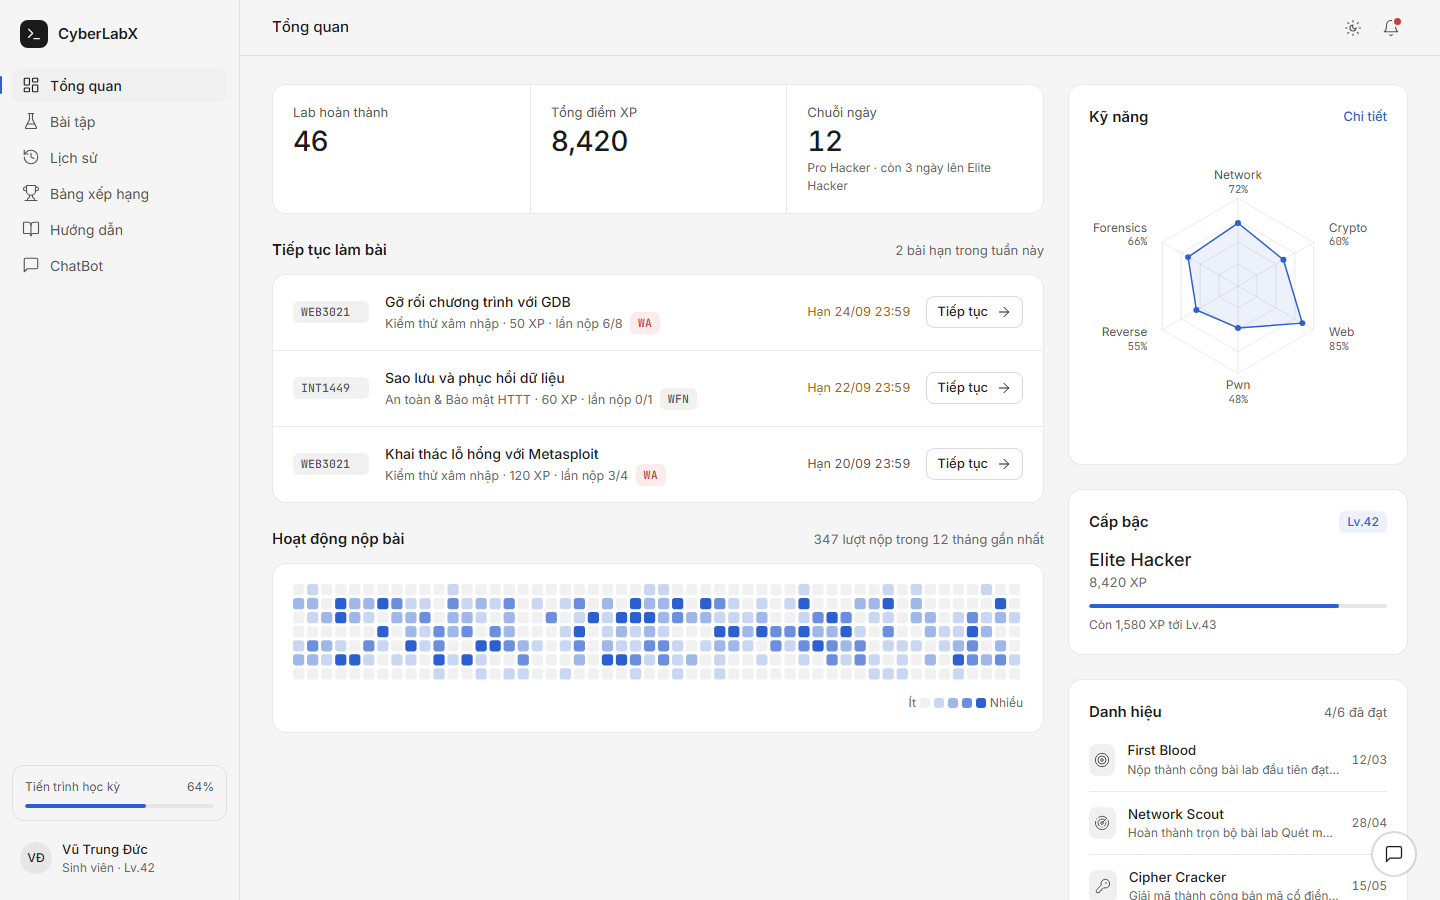 CyberLabX
Tổng quan
Bài tập
Lịch sử
Bảng xếp hạng
Hướng dẫn
ChatBot
Tiến trình học kỳ 64%
VĐ
Vũ Trung Đức
Sinh viên · Lv.42
Tổng quan
Lab hoàn thành
46
Tổng điểm XP
8,420
Chuỗi ngày
12
Pro Hacker · còn 3 ngày lên Elite
Hacker
Tiếp tục làm bài
2 bài hạn trong tuần này
WEB3021
Gỡ rối chương trình với GDB
Kiểm thử xâm nhập · 50 XP · lần nộp 6/8 WA
Hạn 24/09 23:59
Tiếp tục
INT1449
Sao lưu và phục hồi dữ liệu
An toàn & Bảo mật HTTT · 60 XP · lần nộp 0/1 WFN
Hạn 22/09 23:59
Tiếp tục
WEB3021
Khai thác lỗ hổng với Metasploit
Kiểm thử xâm nhập · 120 XP · lần nộp 3/4 WA
Hạn 20/09 23:59
Tiếp tục
Hoạt động nộp bài
347 lượt nộp trong 12 tháng gần nhất
Ít Nhiều
Kỹ năng
Chi tiết
Network
72%
Crypto
60%
Web
85%
Pwn
48%
Reverse
55%
Forensics
66%
Cấp bậc
Lv.42
Elite Hacker
8,420 XP
Còn 1,580 XP tới Lv.43
Danh hiệu
4/6 đã đạt
First Blood
Nộp thành công bài lab đầu tiên đạt...
12/03
Network Scout
Hoàn thành trọn bộ bài lab Quét m...
28/04
Cipher Cracker
Giải mã thành công bản mã cổ điển...
15/05